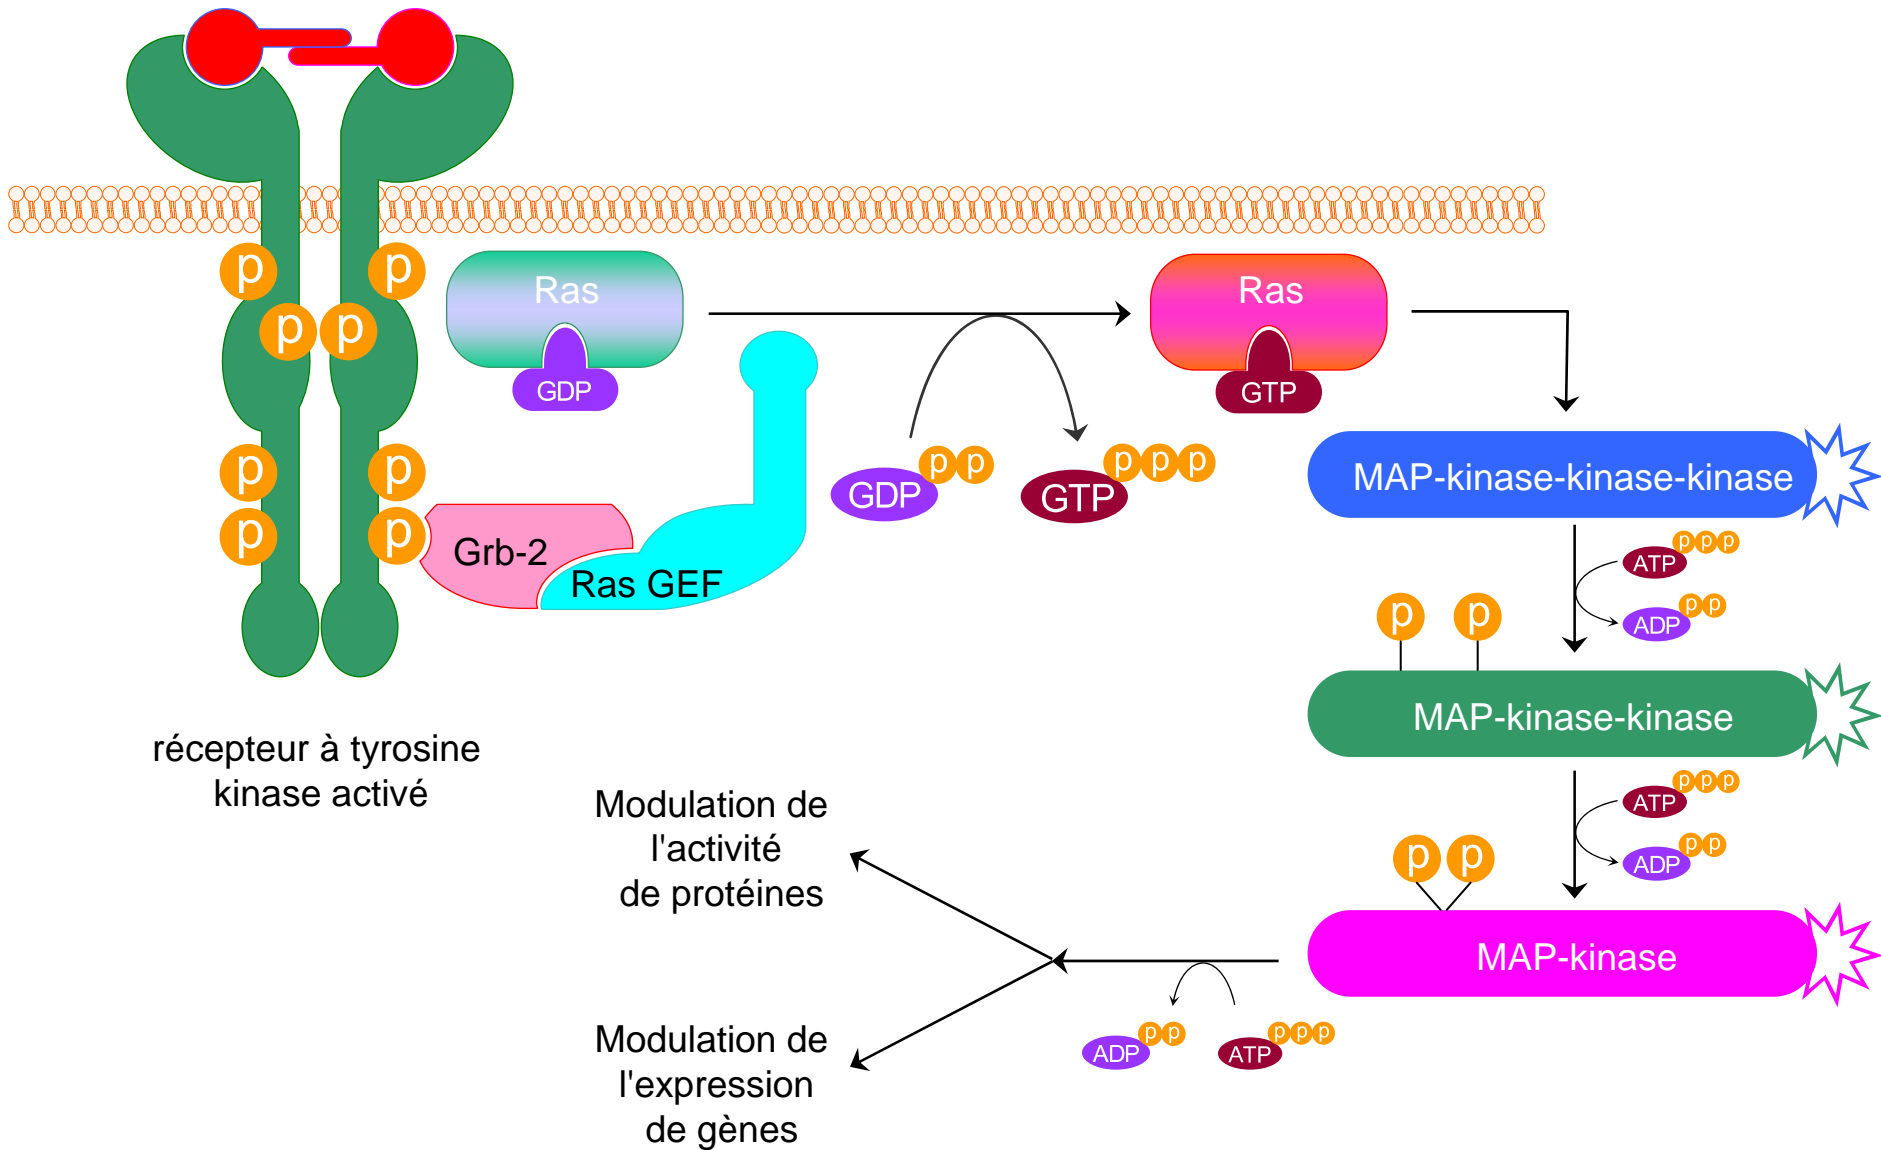 p
p
p
p
p
p
p
p
récepteur à tyrosine
kinase activé
Ras
GDP
Grb-2
Ras GEF
GDP
p p
GTP
p p p
Ras
GTP
MAP-kinase-kinase-kinase
ATP
p p p
ADP
p p
p
p
MAP-kinase-kinase
ATP
p p p
ADP
p p
p
p
MAP-kinase
ADP
p p
ATP
p p p
Modulation de
l'activité
de protéines
Modulation de
l'expression
de gènes